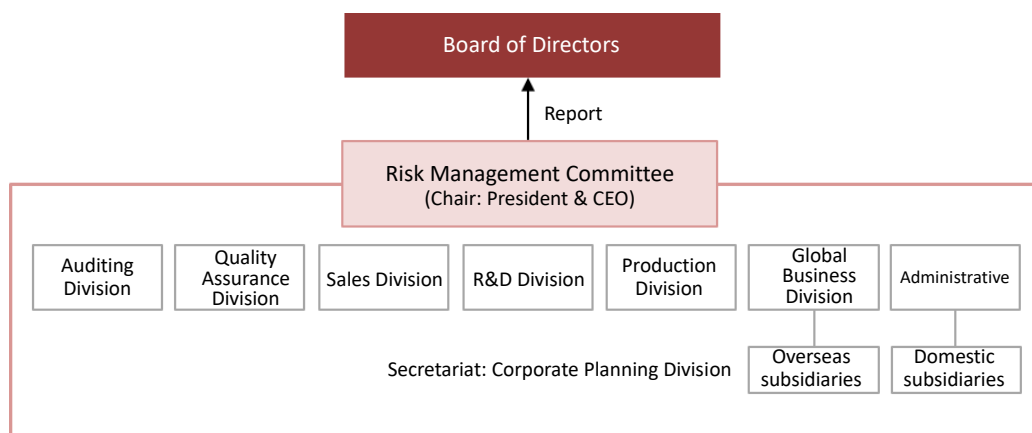 Board of Directors
Report
Risk Management Committee
(Chair: President & CEO)
Auditing
Division
Quality
Assurance
Division
Sales Division
R&D Division
Production
Division
Global
Business
Division
Administrative
Secretariat: Corporate Planning Division
Overseas
subsidiaries
Domestic
subsidiaries